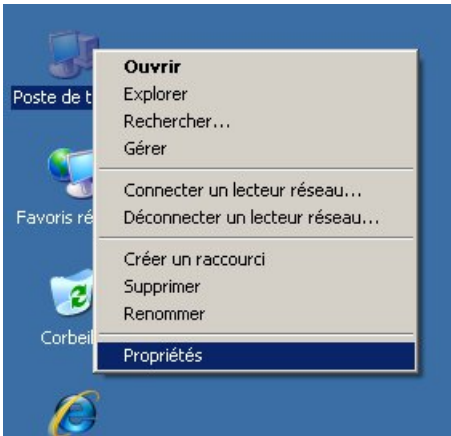 Poste de t
Ouvrir
Explorer
Rechercher...
Gérer
Connecter un lecteur réseau...
Favoris ré
Déconnecter un lecteur réseau...
Créer un raccourci
Supprimer
Renommer
Corbeil
Propriétés